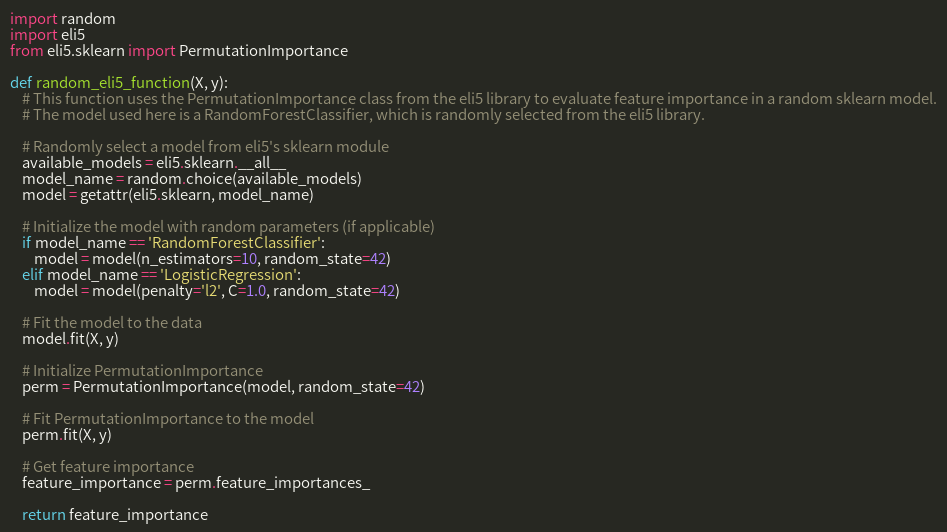 import random
import eli5
from eli5.sklearn import PermutationImportance
def random_eli5_function(X, y):
# This function uses the PermutationImportance class from the eli5 library to evaluate feature importance in a random sklearn model.
# The model used here is a RandomForestClassifier, which is randomly selected from the eli5 library.
# Randomly select a model from eli5's sklearn module
available_models = eli5.sklearn.__all__
model_name = random.choice(available_models)
model = getattr(eli5.sklearn, model_name)
# Initialize the model with random parameters (if applicable)
if model_name == 'RandomForestClassifier':
model = model(n_estimators=10, random_state=42)
elif model_name == 'LogisticRegression':
model = model(penalty='l2', C=1.0, random_state=42)
# Fit the model to the data
model.fit(X, y)
# Initialize PermutationImportance
perm = PermutationImportance(model, random_state=42)
# Fit PermutationImportance to the model
perm.fit(X, y)
# Get feature importance
feature_importance = perm.feature_importances_
return feature_importance